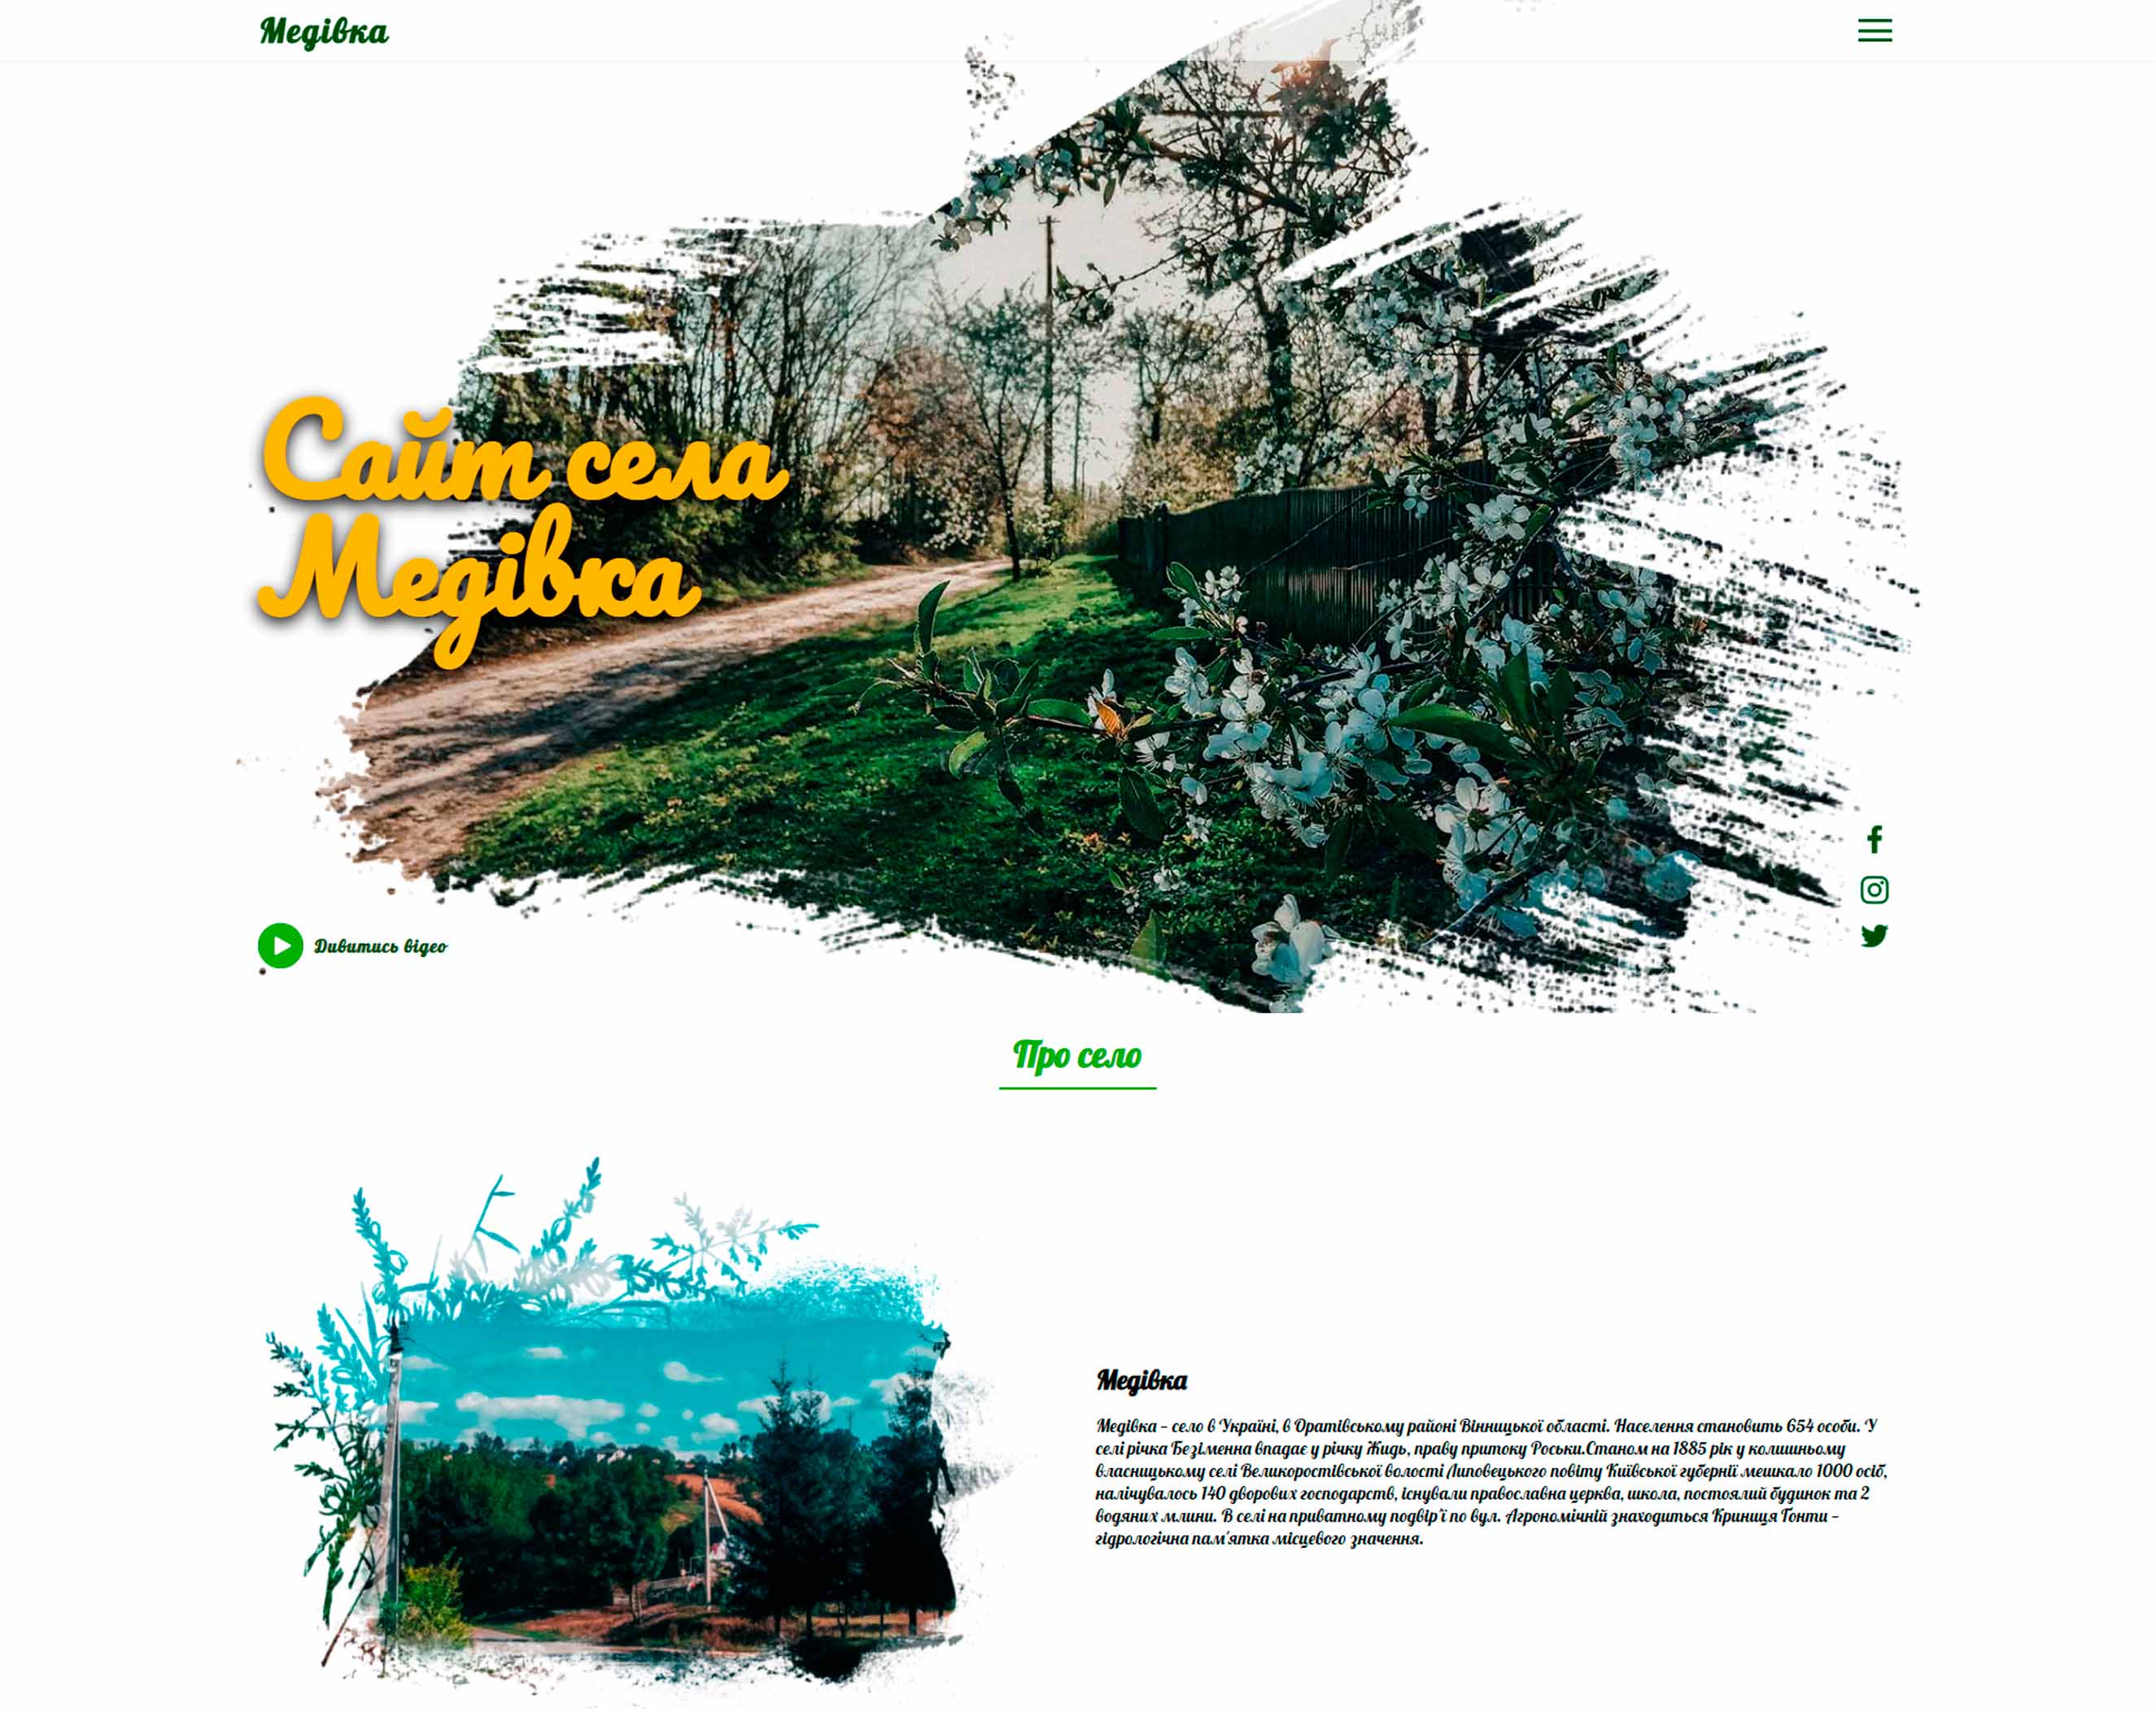 Медівка
Сайт села
Медівка
Дивитись відео
Про село
Медівка
Медівка – село в Україні, в Оратівському районі Вінницької області. Населення становить 654 особи. У
селі річка Безіменна впадає у річку Жидь, праву притоку Роськи.Станом на 1885 рік у колишньому
власницькому селі Великоростівської волості Липовецького повіту Київської губернії мешкало 1000 осіб,
налічувалось 140 дворових господарств, існували православна церква, школа, постоялий будинок та 2
водяних млини. В селі на приватному подвір'ї по вул. Агрономічній знаходиться Криниця Гонти –
гідрологічна пам'ятка місцевого значення.